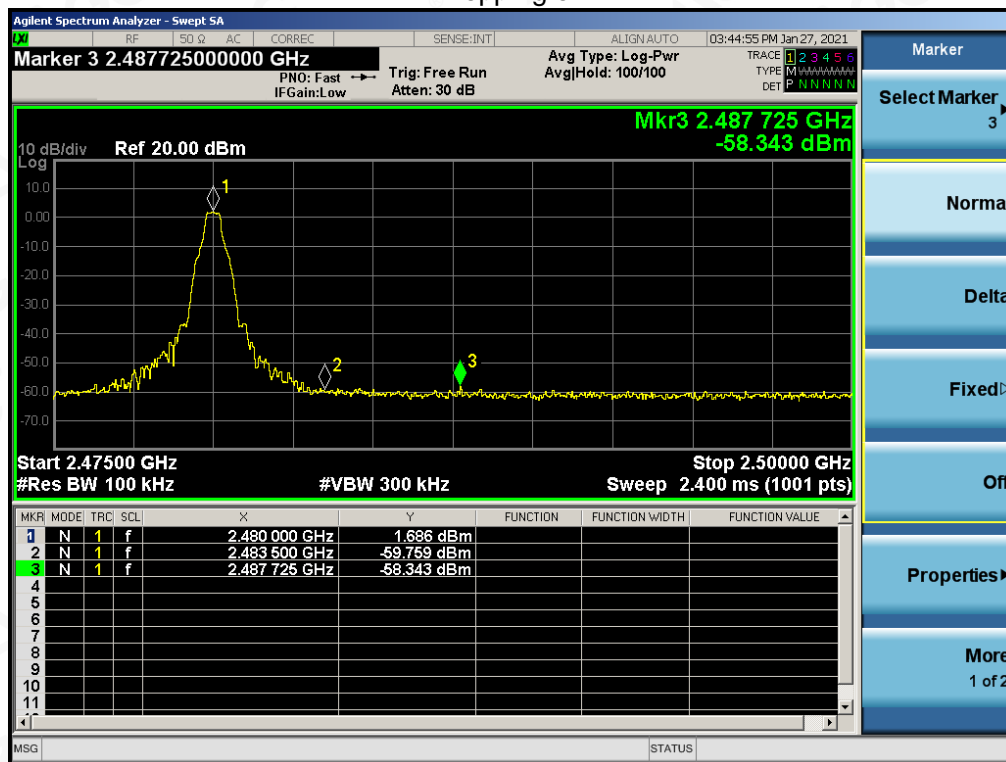 Agilent Spectrum Analyzer - Swept SA
LXI RF 50 Ω AC CORREC SENSE:INT ALIGN AUTO 03:44:55 PM Jan 27, 2021
Marker 3 2.487725000000 GHz
PNO: Fast
IFGain:Low
Trig: Free Run
Atten: 30 dB
Avg Type: Log-Pwr
Avg|Hold: 100/100
TRACE 1 2 3 4 5 6
TYPE M W W W W W
DET P N N N N N
Mkr3 2.487 725 GHz
-58.343 dBm
10 dB/div Ref 20.00 dBm
Log
10.0
0.00
-10.0
-20.0
-30.0
-40.0
-50.0
-60.0
-70.0
1
2
3
Start 2.47500 GHz Stop 2.50000 GHz
#Res BW 100 kHz #VBW 300 kHz Sweep 2.400 ms (1001 pts)
MKR MODE TRC SCL X Y FUNCTION FUNCTION WIDTH FUNCTION VALUE
1 N 1 f 2.480 000 GHz 1.686 dBm
2 N 1 f 2.483 500 GHz -59.759 dBm
3 N 1 f 2.487 725 GHz -58.343 dBm
4
5
6
7
8
9
10
11
MSG STATUS
Marker
Select Marker
3
Norma
Delta
Fixed
Off
Properties
More
1 of 2